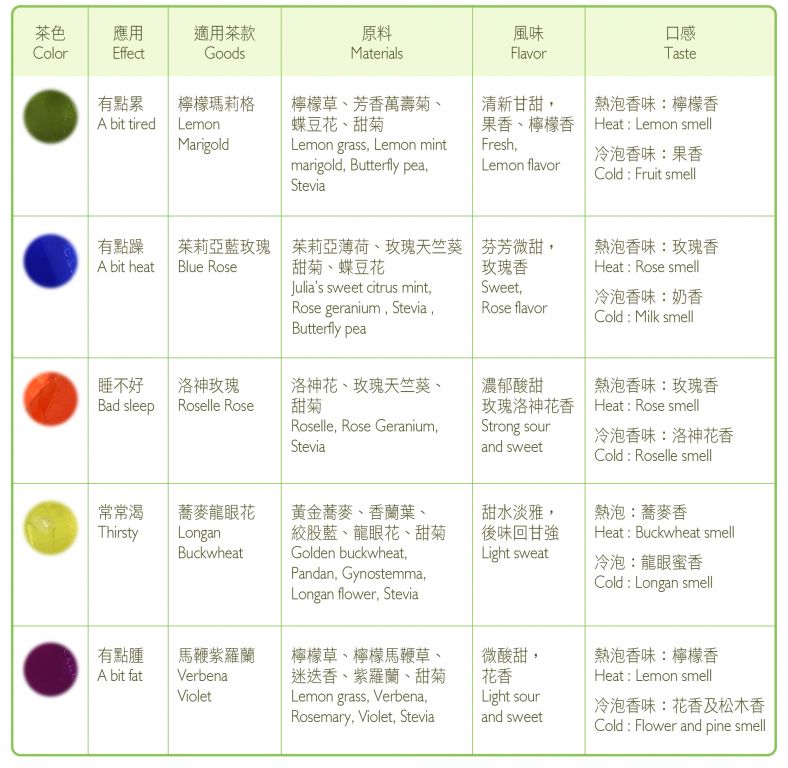 茶色
Color
應用
Effect
適用茶款
Goods
原料
Materials
風味
Flavor
口感
Taste
有點累
A bit tired
檸檬瑪莉格
Lemon
Marigold
檸檬草、芳香萬壽菊、
蝶豆花、甜菊
Lemon grass, Lemon mint
marigold, Butterfly pea,
Stevia
清新甘甜，
果香、檸檬香
Fresh,
Lemon flavor
熱泡香味：檸檬香
Heat : Lemon smell
冷泡香味：果香
Cold : Fruit smell
有點躁
A bit heat
茱莉亞藍玫瑰
Blue Rose
茱莉亞薄荷、玫瑰天竺葵
甜菊、蝶豆花
Julia's sweet citrus mint,
Rose geranium , Stevia ,
Butterfly pea
芬芳微甜，
玫瑰香
Sweet,
Rose flavor
熱泡香味：玫瑰香
Heat : Rose smell
冷泡香味：奶香
Cold : Milk smell
睡不好
Bad sleep
洛神玫瑰
Roselle Rose
洛神花、玫瑰天竺葵、
甜菊
Roselle, Rose Geranium,
Stevia
濃郁酸甜
玫瑰洛神花香
Strong sour
and sweet
熱泡香味：玫瑰香
Heat : Rose smell
冷泡香味：洛神花香
Cold : Roselle smell
常常渴
Thirsty
蕎麥龍眼花
Longan
Buckwheat
黃金蕎麥、香蘭葉、
絞股藍、龍眼花、甜菊
Golden buckwheat,
Pandan, Gynostemma,
Longan flower, Stevia
甜水淡雅，
後味回甘強
Light sweat
熱泡：蕎麥香
Heat : Buckwheat smell
冷泡：龍眼蜜香
Cold : Longan smell
有點腫
A bit fat
馬鞭紫羅蘭
Verbena
Violet
檸檬草、檸檬馬鞭草、
迷迭香、紫羅蘭、甜菊
Lemon grass, Verbena,
Rosemary, Violet, Stevia
微酸甜，
花香
Light sour
and sweet
熱泡香味：檸檬香
Heat : Lemon smell
冷泡香味：花香及松木香
Cold : Flower and pine smell